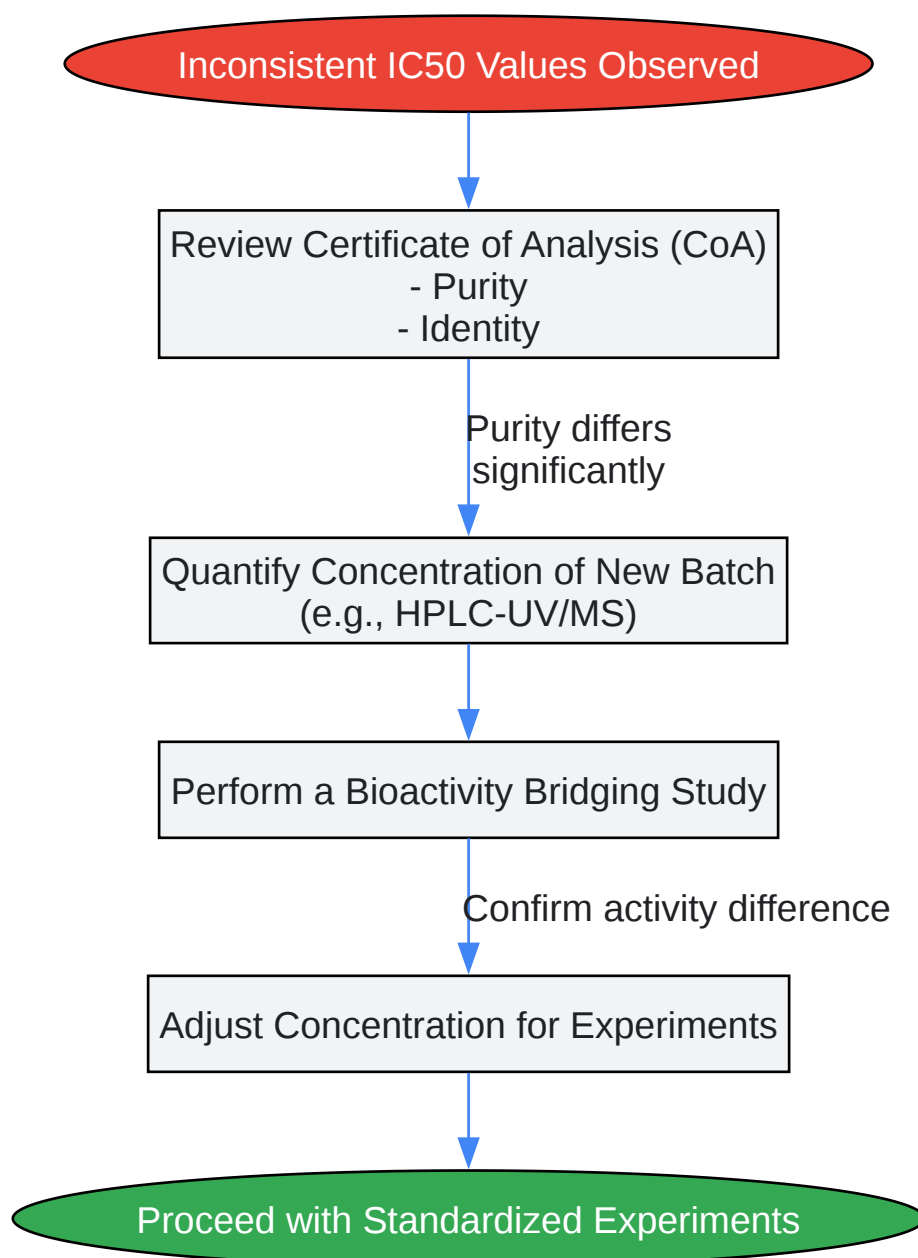 Inconsistent IC50 Values Observed
Review Certificate of Analysis (CoA)
- Purity
- Identity
Purity differs
significantly
Quantify Concentration of New Batch
(e.g., HPLC-UV/MS)
Perform a Bioactivity Bridging Study
Confirm activity difference
Adjust Concentration for Experiments
Proceed with Standardized Experiments